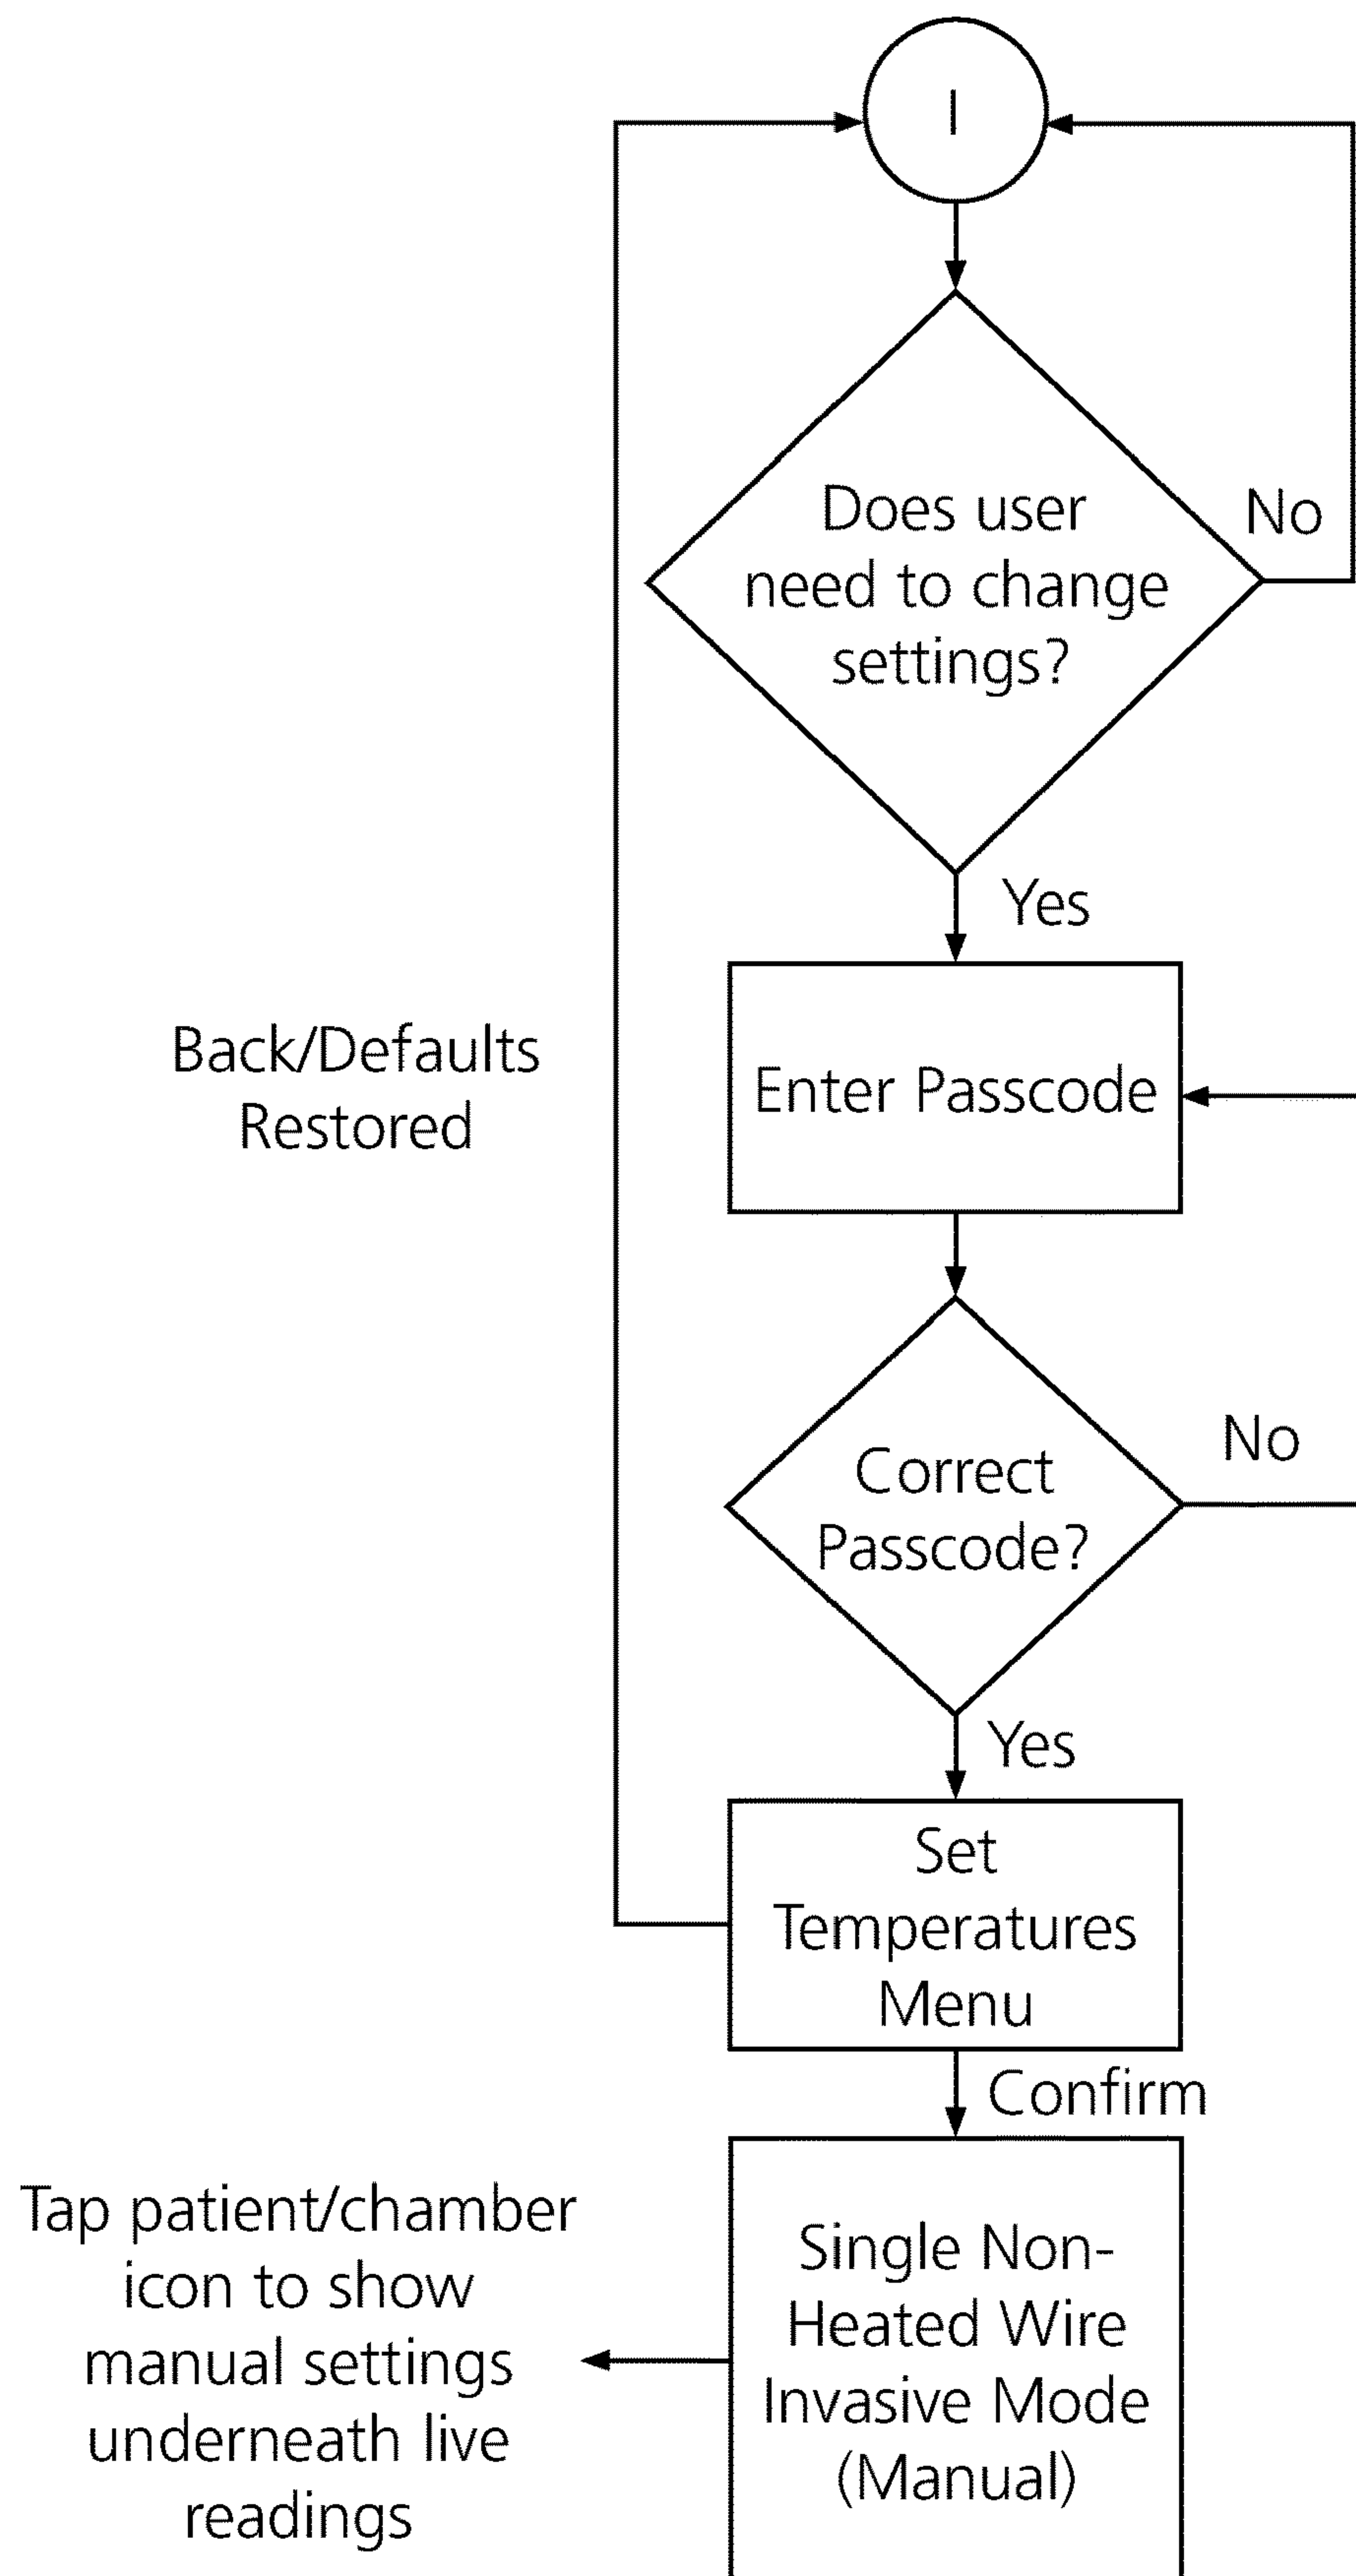 I
Does user
need to change
settings?
No
Yes
Enter Passcode
Back/Defaults
Restored
Correct
Passcode?
No
Yes
Set
Temperatures
Menu
Confirm
Single Non-
Heated Wire
Invasive Mode
(Manual)
Tap patient/chamber
icon to show
manual settings
underneath live
readings